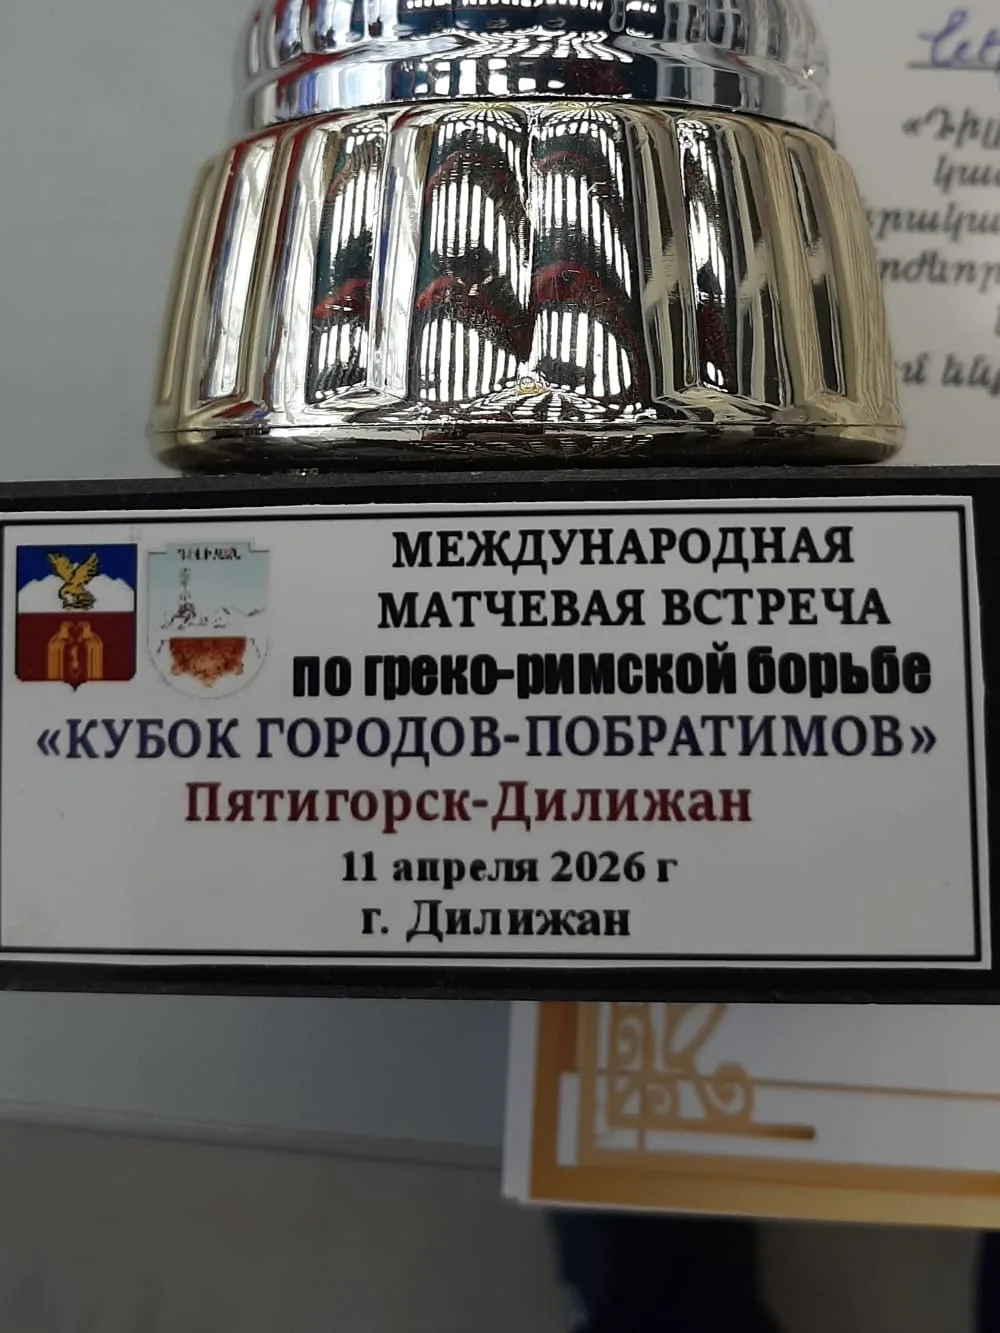 МЕЖДУНАРОДНАЯ
МАТЧЕВАЯ ВСТРЕЧА
по греко-римской борьбе
«КУБОК ГОРОДОВ-ПОБРАТИМОВ»
Пятигорск-Дилижан
11 апреля 2026 г
г. Дилижан